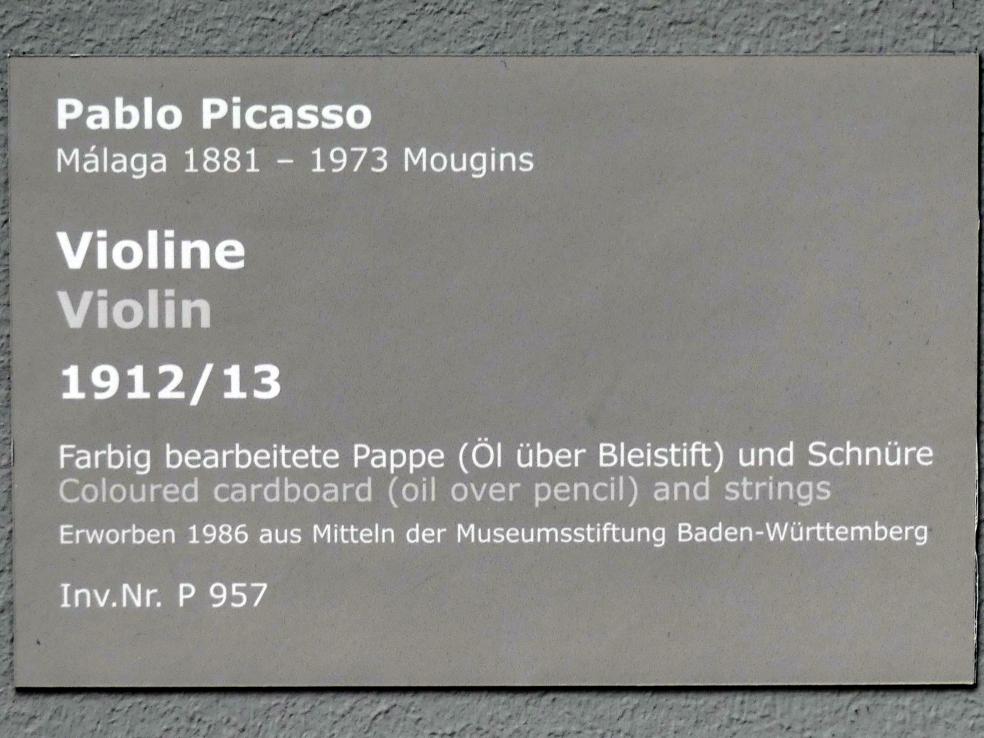 Pablo Picasso
Málaga 1881 – 1973 Mougins
Violine
Violin
1912/13
Farbig bearbeitete Pappe (Öl über Bleistift) und Schnüre
Coloured cardboard (oil over pencil) and strings
Erworben 1986 aus Mitteln der Museumsstiftung Baden-Württemberg
Inv.Nr. P 957